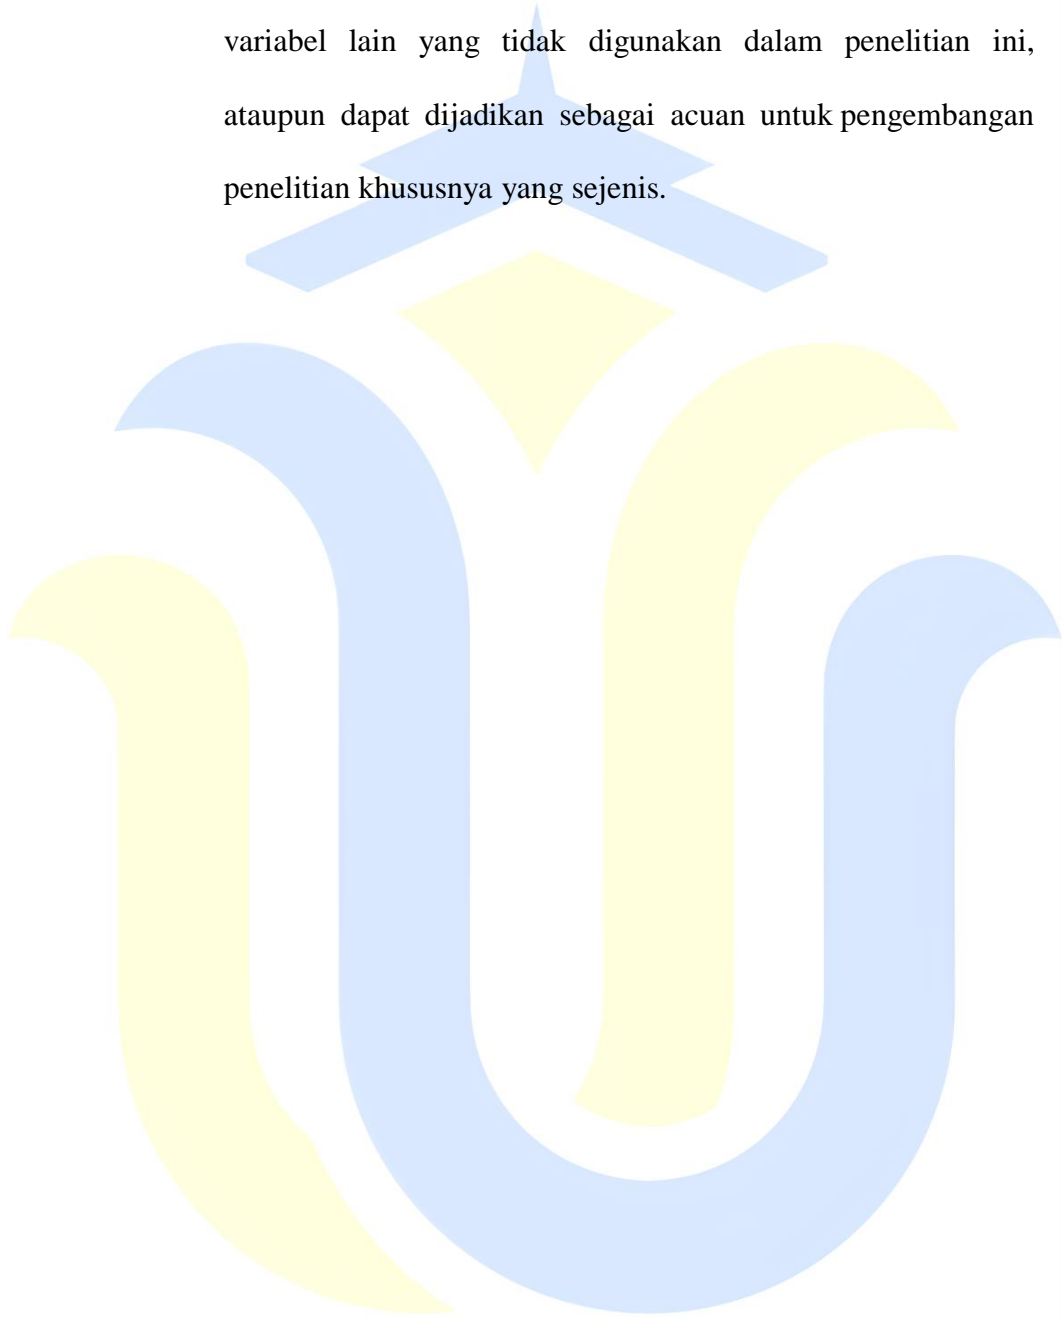 variabel lain yang tidak digunakan dalam penelitian ini,
ataupun dapat dijadikan sebagai acuan untuk pengembangan
penelitian khususnya yang sejenis.